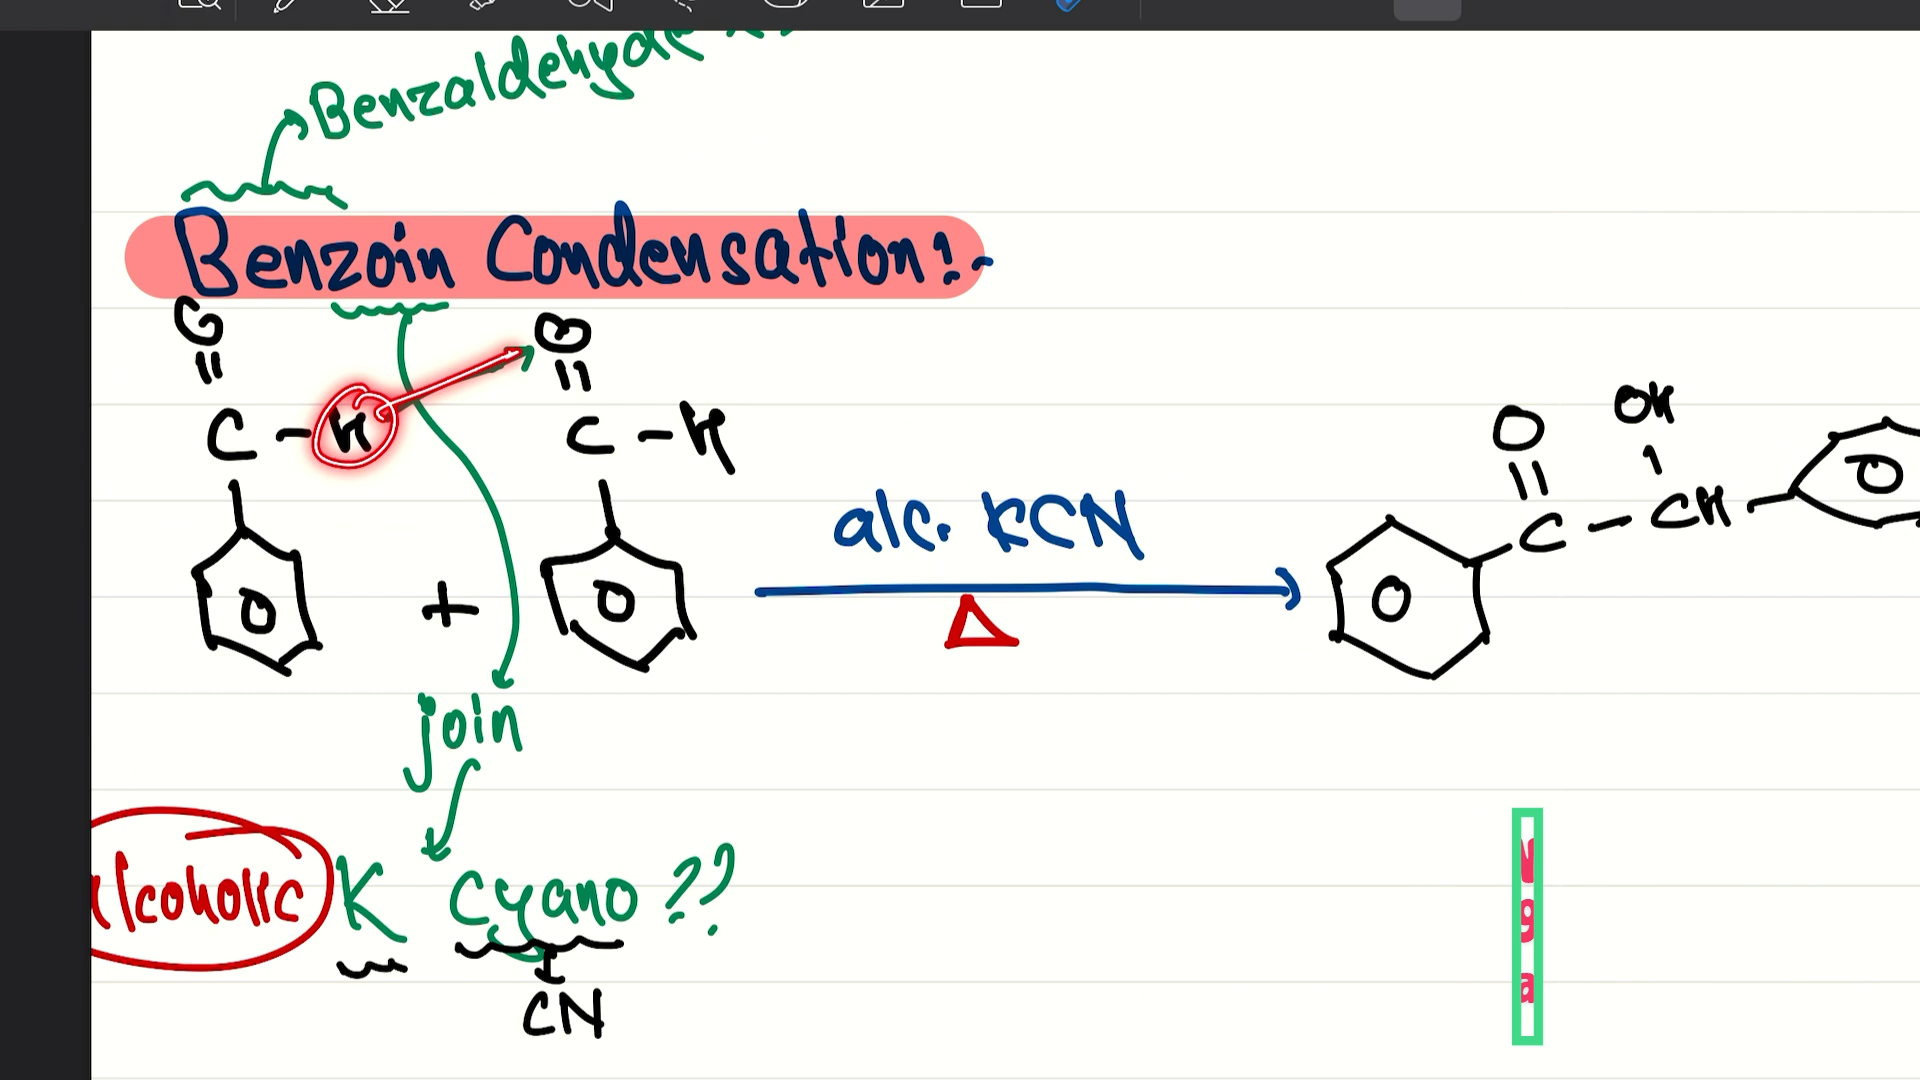 Benzaldehyde
Benzoin Condensation:-
O O
C - H C - H
+
alc. KCN
Δ
O OH
C - CH
join
alcoholic K Cyano ??
CN